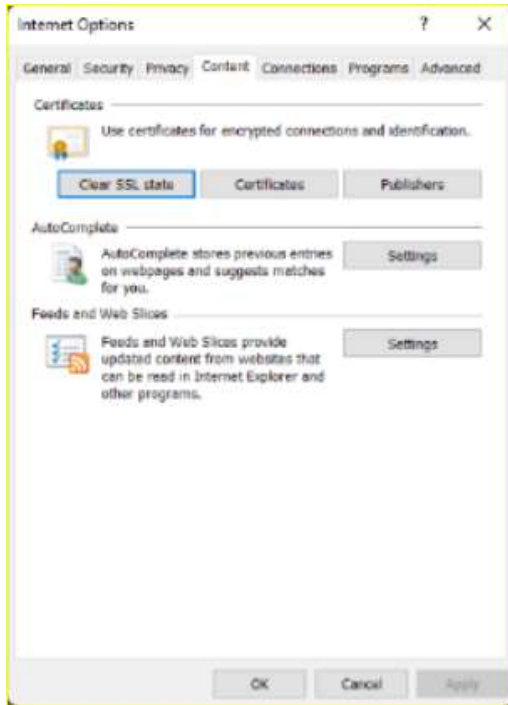 Internet Options ? ×
General Security Privacy Content Connections Programs Advanced
Certificates
Use certificates for encrypted connections and identification.
Clear SSL state Certificates Publishers
AutoComplete
AutoComplete stores previous entries
on webpages and suggests matches
for you.
Settings
Feeds and Web Slices
Feeds and Web Slices provide
updated content from websites that
can be read in Internet Explorer and
other programs.
Settings
OK Cancel Apply